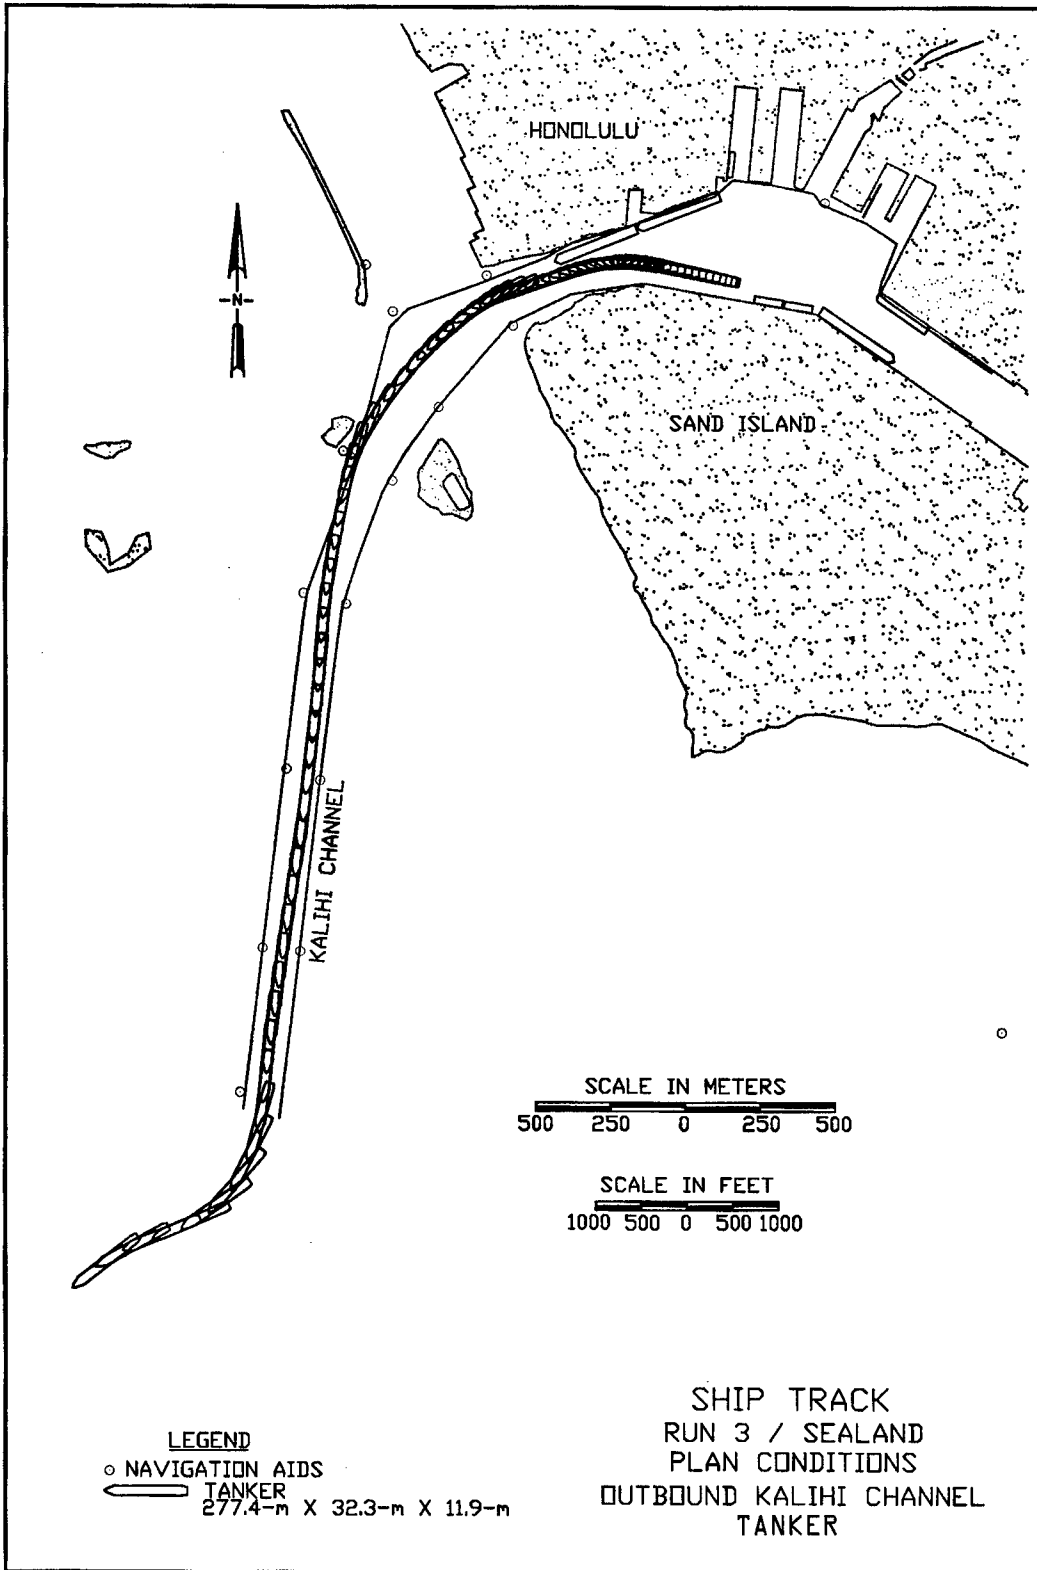 HONOLULU
-N-
SAND ISLAND
KALIHI CHANNEL
SCALE IN METERS
500 250 0 250 500
SCALE IN FEET
1000 500 0 500 1000
SHIP TRACK
RUN 3 / SEALAND
PLAN CONDITIONS
OUTBOUND KALIHI CHANNEL
TANKER
LEGEND
NAVIGATION AIDS
TANKER
277.4-m X 32.3-m X 11.9-m